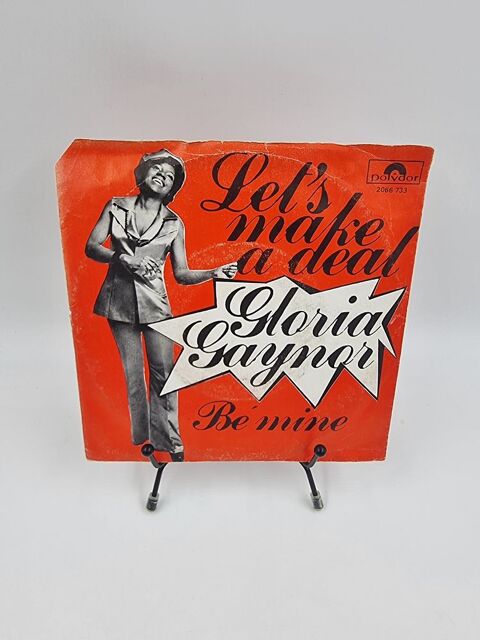 Let's
make
a deal
polydor
2066 733
Gloria
Gaynor
Be mine